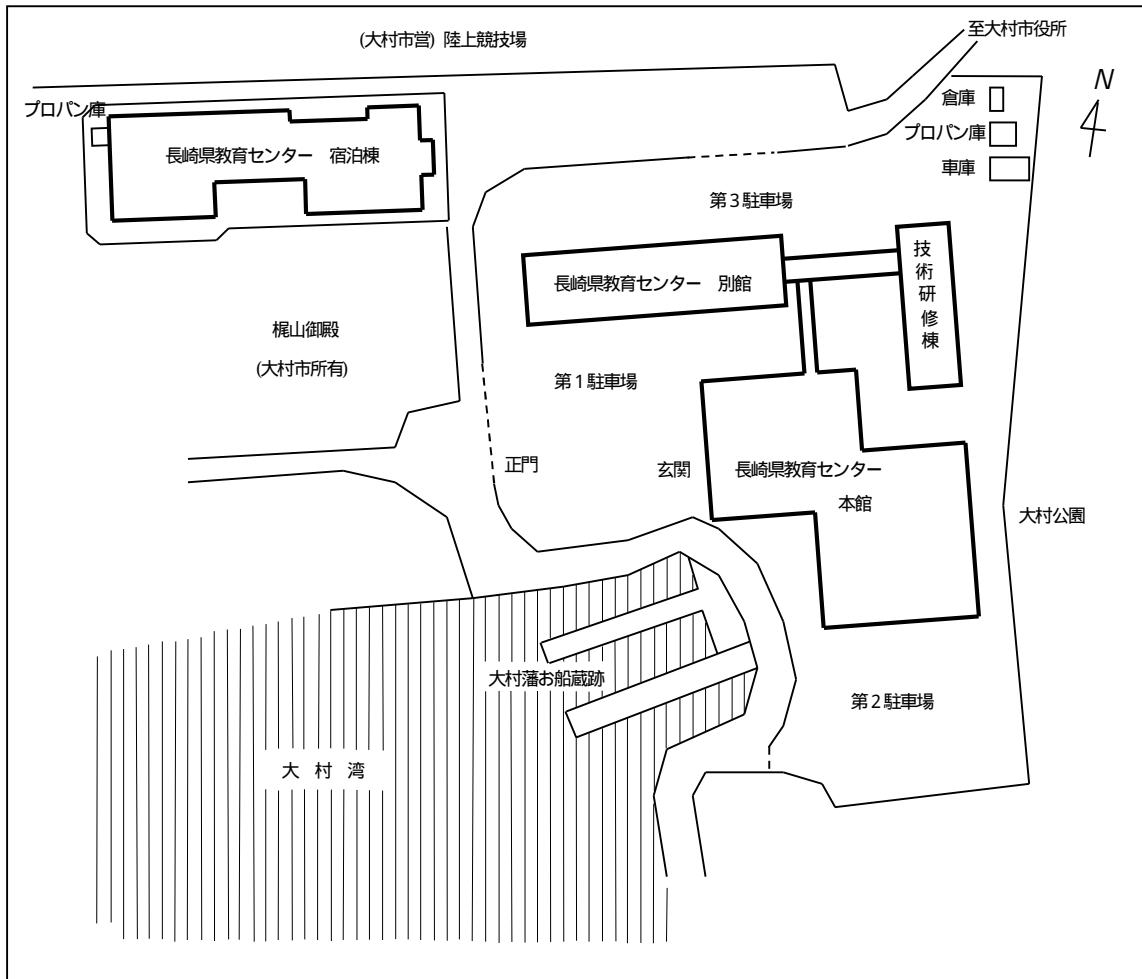 (大村市営) 陸上競技場
至大村市役所
N
プロパン庫
倉庫
プロパン庫
車庫
長崎県教育センター　宿泊棟
第3駐車場
技術研修棟
長崎県教育センター　別館
梶山御殿
(大村市所有)
第1駐車場
正門
玄関
長崎県教育センター
本館
大村公園
大村藩お船蔵跡
第2駐車場
大　村　湾